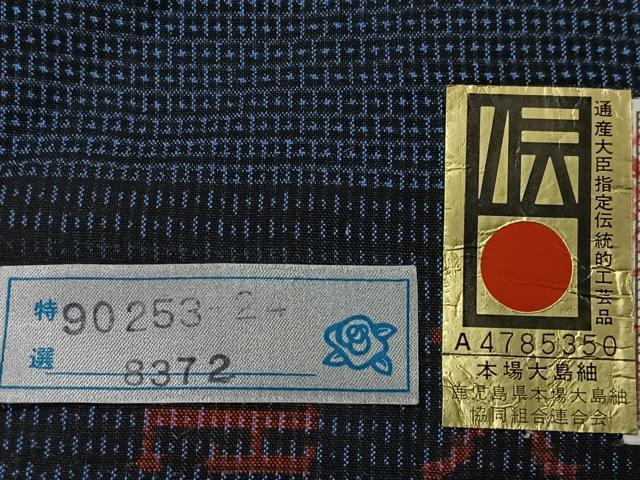 特選
90253 24
8372
伝
通産大臣指定伝統的工芸品
A4785350
本場大島紬
鹿児島県本場大島紬
協同組合連合会